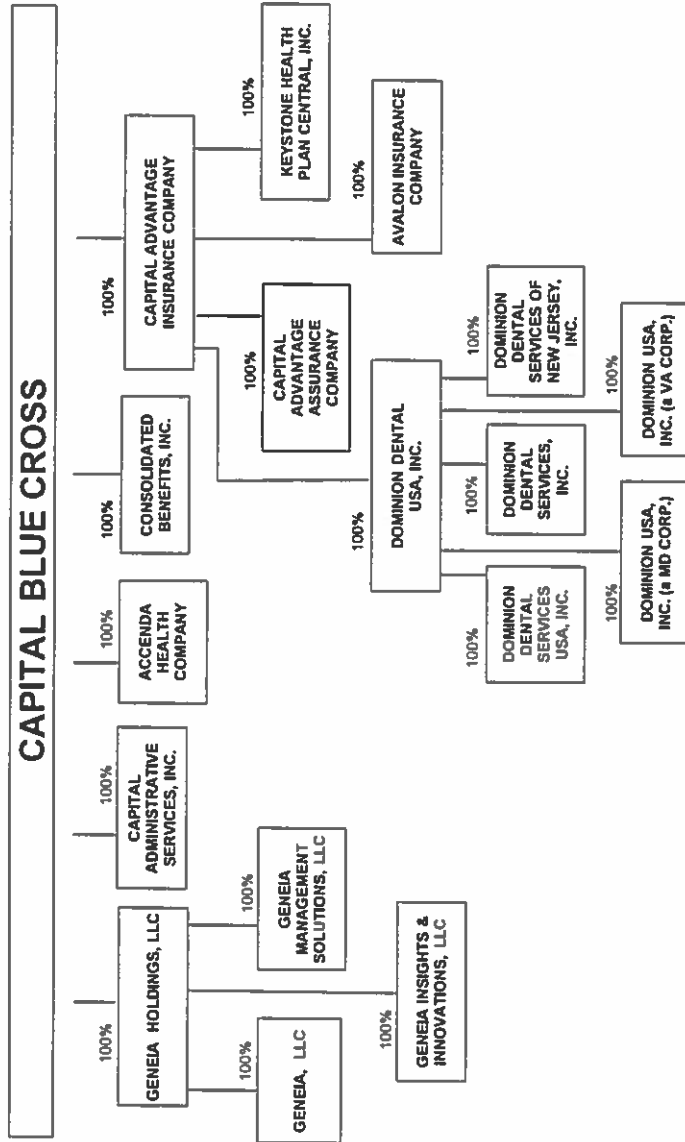 CAPITAL BLUE CROSS
100%
GENEIA HOLDINGS, LLC
100%
GENEIA, LLC
100%
GENEIA MANAGEMENT
SOLUTIONS, LLC
100%
GENEIA INSIGHTS &
INNOVATIONS, LLC
100%
CAPITAL
ADMINISTRATIVE
SERVICES, INC.
100%
ACCENDA
HEALTH
COMPANY
100%
CONSOLIDATED
BENEFITS, INC.
100%
CAPITAL ADVANTAGE
INSURANCE COMPANY
100%
CAPITAL
ADVANTAGE
ASSURANCE
COMPANY
100%
KEYSTONE HEALTH
PLAN CENTRAL, INC.
100%
AVALON INSURANCE
COMPANY
100%
DOMINION DENTAL
USA, INC.
100%
DOMINION
DENTAL
SERVICES
USA, INC.
100%
DOMINION
DENTAL
SERVICES,
INC.
100%
DOMINION
DENTAL
SERVICES OF
NEW JERSEY,
INC.
100%
DOMINION USA,
INC. (a MD CORP.)
100%
DOMINION USA,
INC. (a VA CORP.)